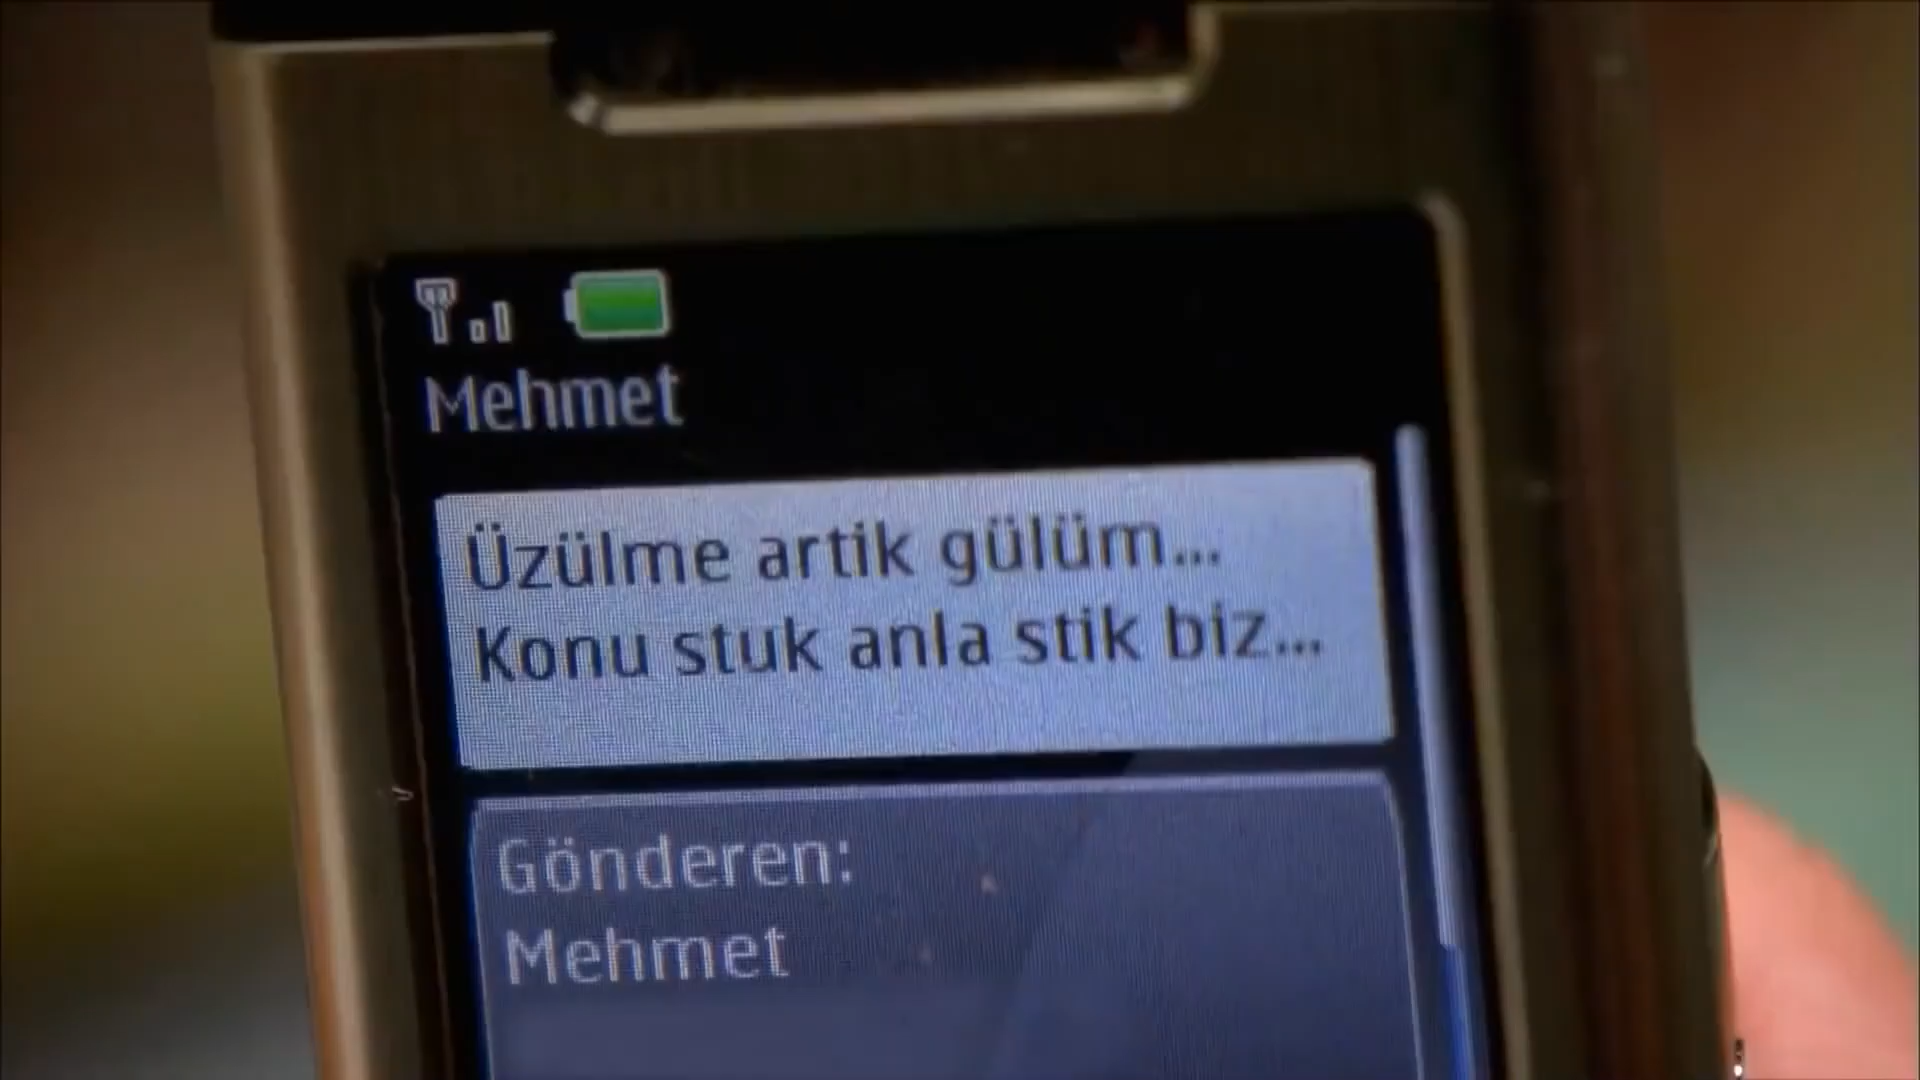 Mehmet
Üzülme artik gülüm...
Konu stuk anla stik biz...
Gönderen:
Mehmet